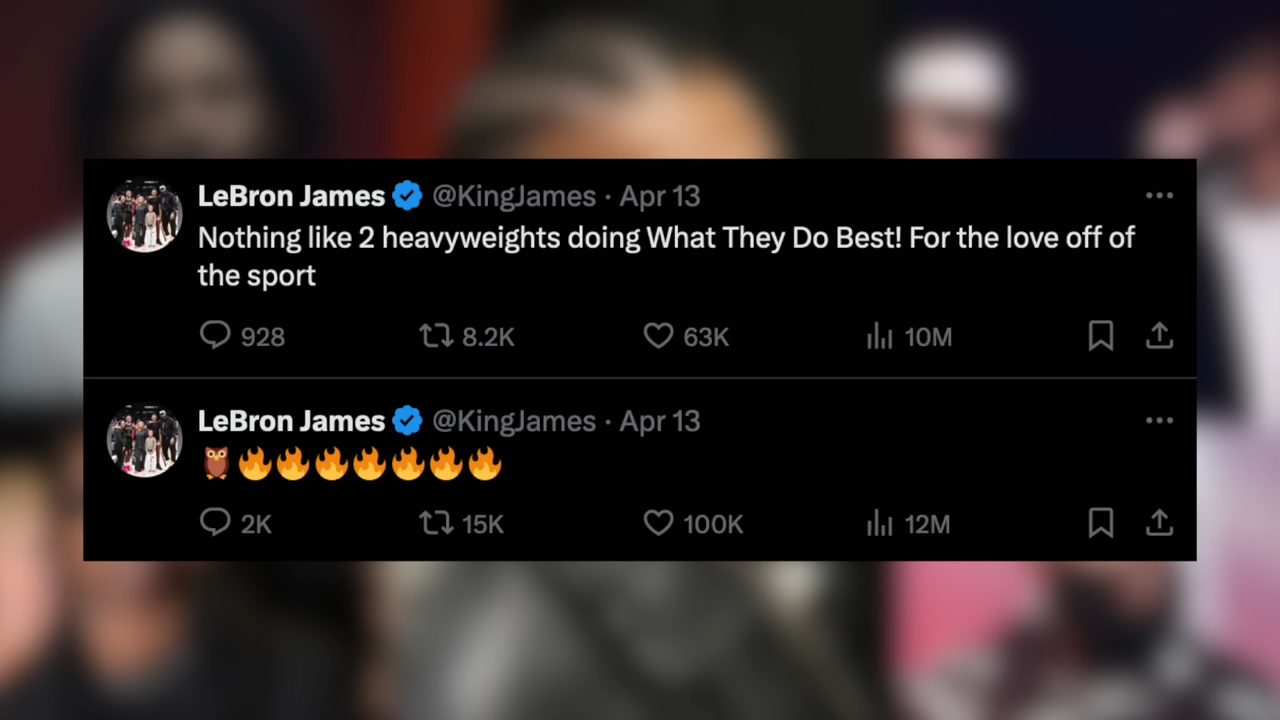 LeBron James @KingJames · Apr 13
Nothing like 2 heavyweights doing What They Do Best! For the love off of
the sport
928 8.2K 63K 10M
LeBron James @KingJames · Apr 13
🦉🔥🔥🔥🔥🔥🔥🔥
2K 15K 100K 12M